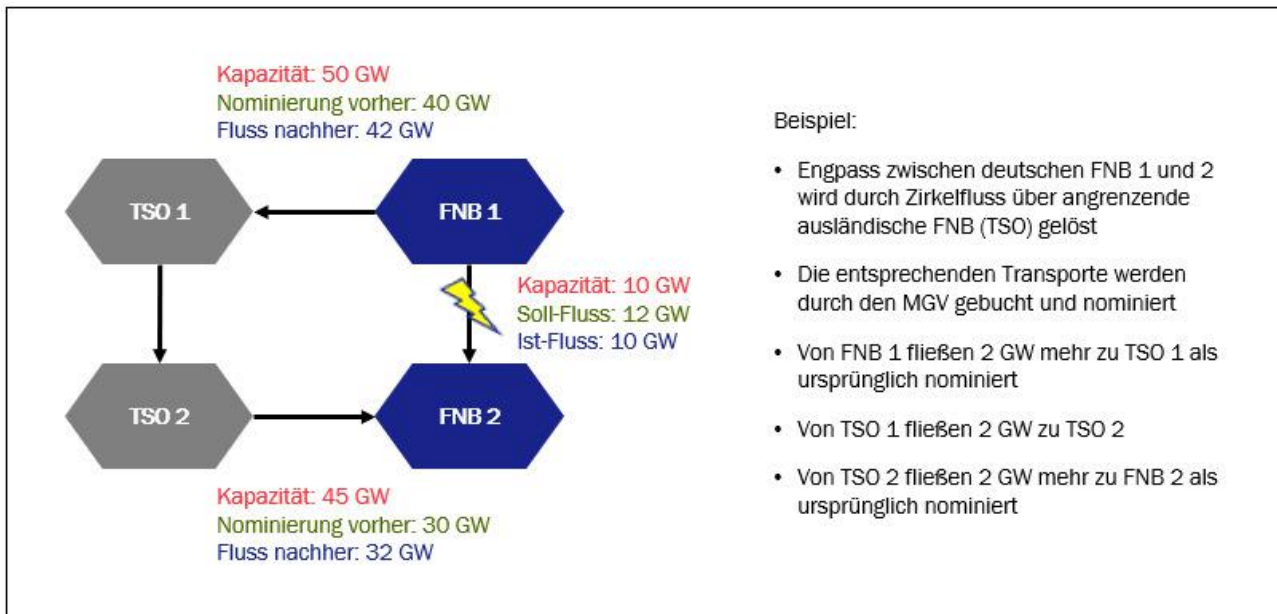 Kapazität: 50 GW
Nominierung vorher: 40 GW
Fluss nachher: 42 GW
TSO 1
FNB 1
Kapazität: 10 GW
Soll-Fluss: 12 GW
Ist-Fluss: 10 GW
TSO 2
FNB 2
Kapazität: 45 GW
Nominierung vorher: 30 GW
Fluss nachher: 32 GW
Beispiel:
• Engpass zwischen deutschen FNB 1 und 2
wird durch Zirkelfluss über angrenzende
ausländische FNB (TSO) gelöst
• Die entsprechenden Transporte werden
durch den MGV gebucht und nominiert
• Von FNB 1 fließen 2 GW mehr zu TSO 1 als
ursprünglich nominiert
• Von TSO 1 fließen 2 GW zu TSO 2
• Von TSO 2 fließen 2 GW mehr zu FNB 2 als
ursprünglich nominiert